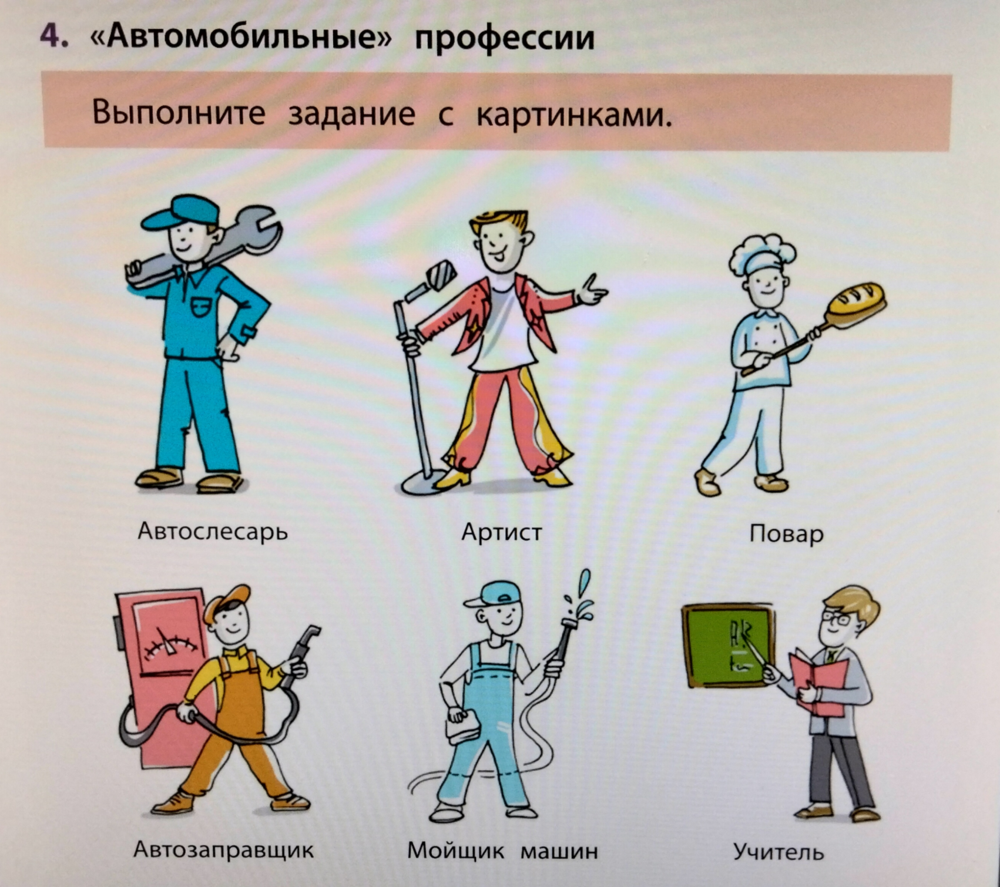 4. «Автомобильные» профессии
Выполните задание с картинками.
Автослесарь
Артист
Повар
Автозаправщик
Мойщик машин
Учитель